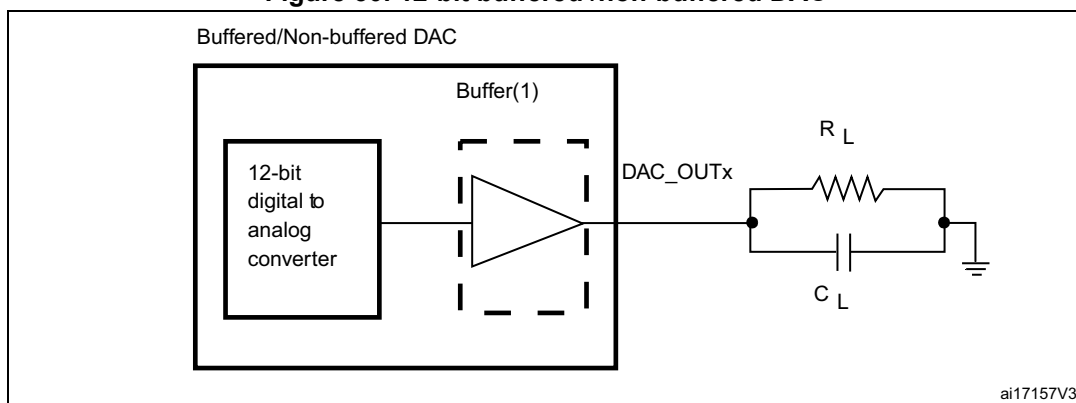 Buffered/Non-buffered DAC
Buffer(1)
12-bit
digital to
analog
converter
DAC_OUTx
R L
C L
ai17157V3